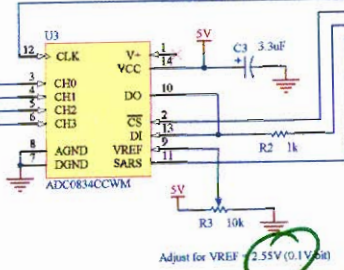 U3
5V
12 CLK V+ 1
VCC 14
C3 3.3uF
3 CH0 DO 10
4 CH1
5 CH2 CS 2
6 CH3 DI 13
8 AGND VREF 9
7 DGND SARS 11
R2 1k
ADC0834CCWM
5V
R3 10k
Adjust for VREF = 2.55V (0.1V/bit)